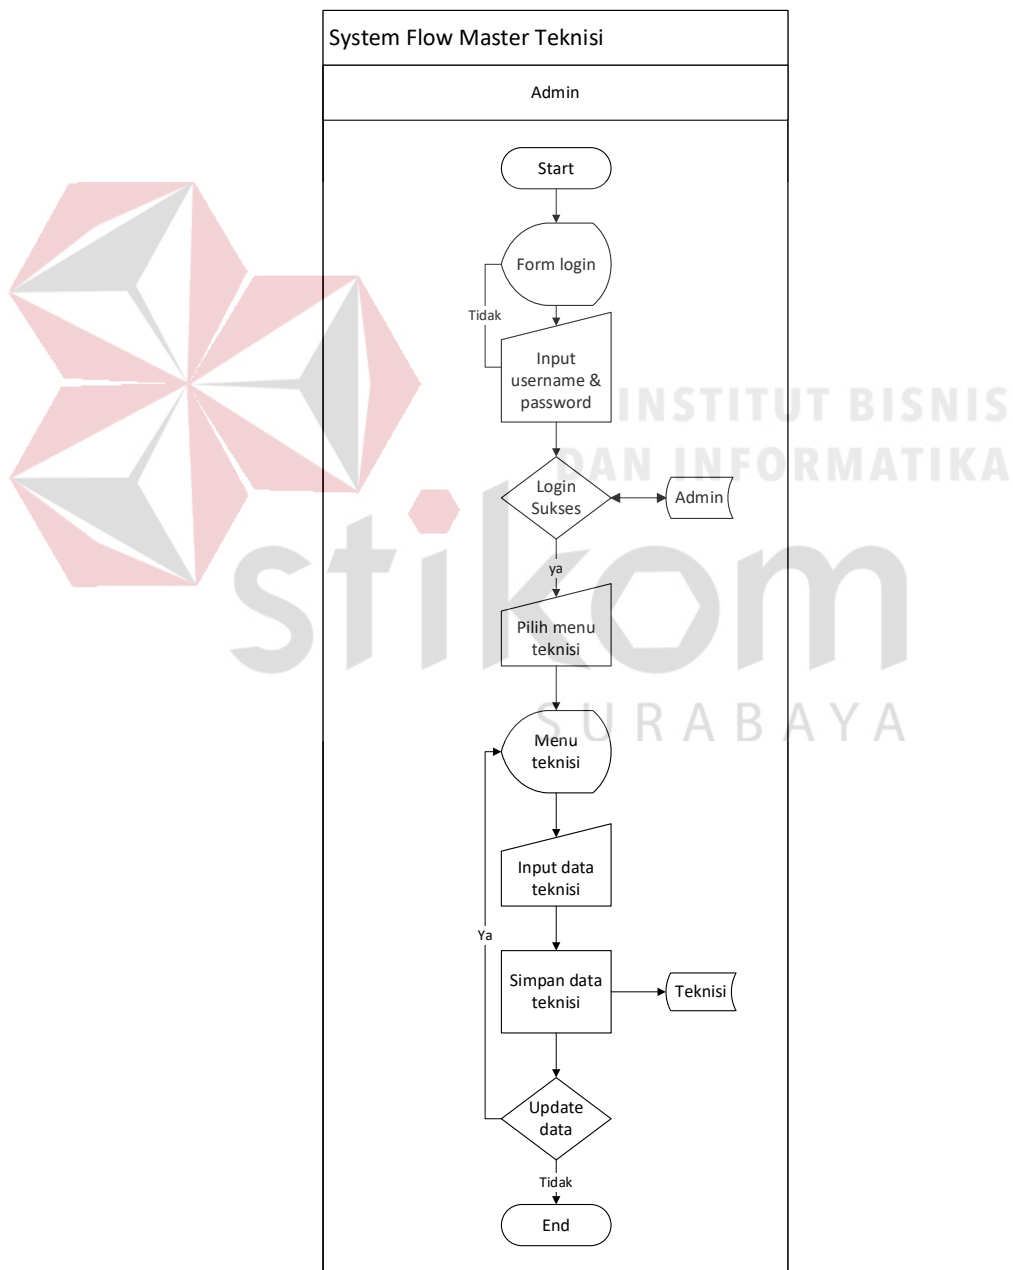 System Flow Master Teknisi
Admin
Start
Form login
Tidak
Input
username &
password
INSTITUT BISNIS
DAN INFORMATIKA
Login
Sukses
Admin
ya
stikom
Pilih menu
teknisi
SURABAYA
Menu
teknisi
Input data
teknisi
Ya
Simpan data
teknisi
Teknisi
Update
data
Tidak
End